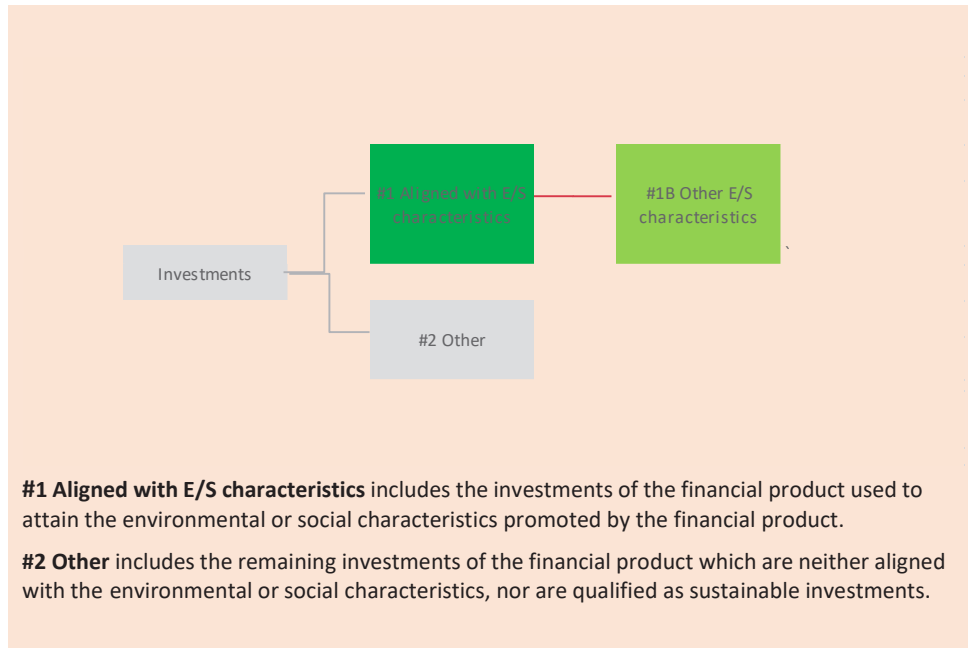 #1 Aligned with E/S
characteristics
#1B Other E/S
characteristics
`
Investments
#2 Other
#1 Aligned with E/S characteristics includes the investments of the financial product used to
attain the environmental or social characteristics promoted by the financial product.
#2 Other includes the remaining investments of the financial product which are neither aligned
with the environmental or social characteristics, nor are qualified as sustainable investments.